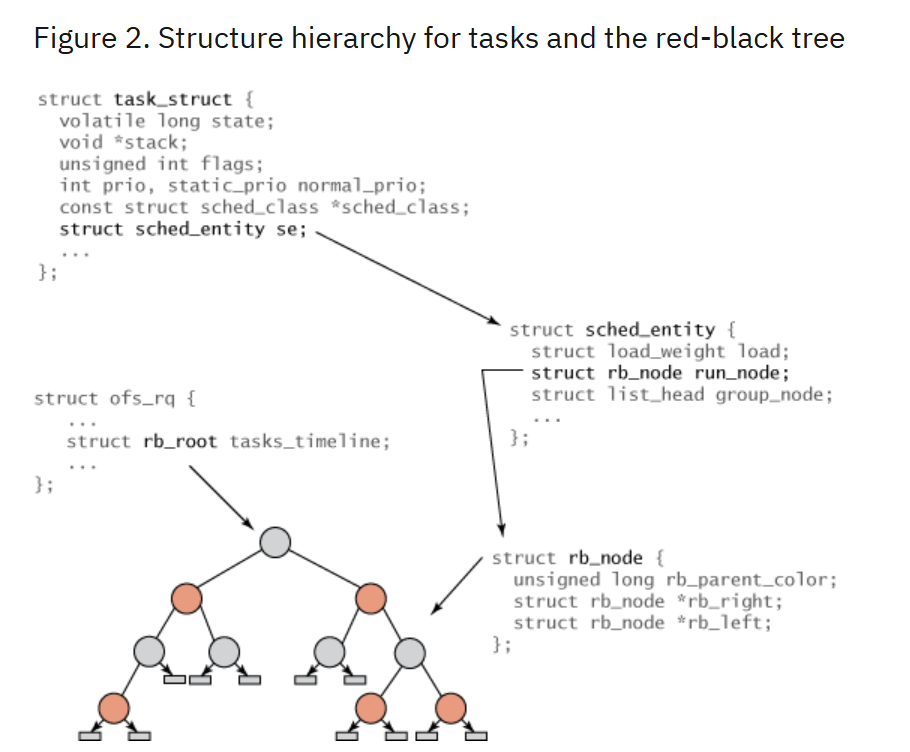 Figure 2. Structure hierarchy for tasks and the red-black tree
struct task_struct {
volatile long state;
void *stack;
unsigned int flags;
int prio, static_prio normal_prio;
const struct sched_class *sched_class;
struct sched_entity se;
...
};
struct sched_entity {
struct load_weight load;
struct rb_node run_node;
struct list_head group_node;
...
};
struct ofs_rq {
...
struct rb_root tasks_timeline;
...
};
struct rb_node {
unsigned long rb_parent_color;
struct rb_node *rb_right;
struct rb_node *rb_left;
};